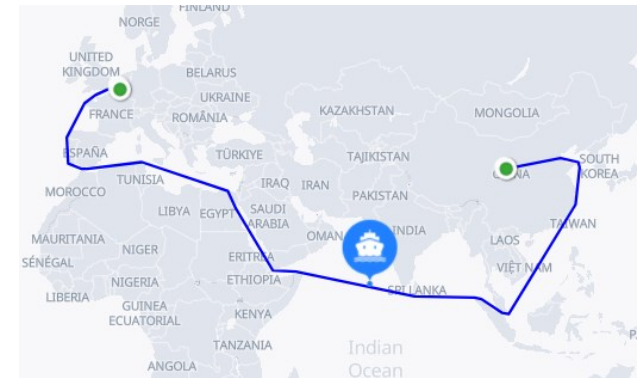 FINLAND
NORGE
UNITED
KINGDOM
BELARUS
UKRAINE
FRANCE
ROMÂNIA
KAZAKHSTAN
MONGOLIA
ESPAÑA
TÜRKIYE
TAJIKISTAN
SOUTH
KOREA
CHINA
TUNISIA
MOROCCO
IRAQ
IRAN
PAKISTAN
LIBYA
EGYPT
SAUDI
ARABIA
OMAN
INDIA
TAIWAN
LAOS
MAURITANIA
NIGER
SÉNÉGAL
ERITREA
ETHIOPIA
VIỆT NAM
NIGERIA
SRI LANKA
LIBERIA
GUINEA
ECUATORIAL
KENYA
TANZANIA
Indian
Ocean
ANGOLA